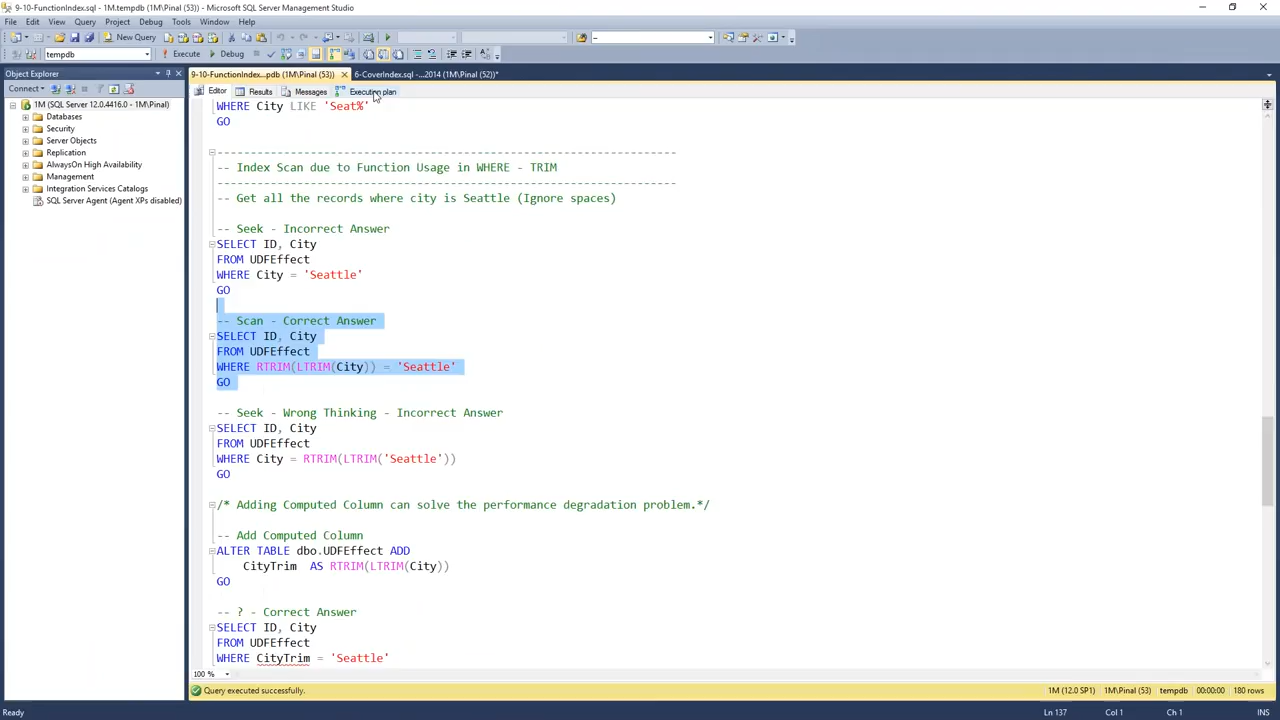 9-10-FunctionIndex.sql - 1M.tempdb (1M\Pinal (53)) - Microsoft SQL Server Management Studio
File Edit View Query Project Debug Tools Window Help
New Query
tempdb Execute Debug
Object Explorer
Connect
1M (SQL Server 12.0.4416.0 - 1M\Pinal)
Databases
Security
Server Objects
Replication
AlwaysOn High Availability
Management
Integration Services Catalogs
SQL Server Agent (Agent XPs disabled)
9-10-FunctionIndex...pdb (1M\Pinal (53)) 6-CoverIndex.sql -...2014 (1M\Pinal (52))*
Editor Results Messages Execution plan
WHERE City LIKE 'Seat%'
GO
-----------------------------------------------------------------------
-- Index Scan due to Function Usage in WHERE - TRIM
-----------------------------------------------------------------------
-- Get all the records where city is Seattle (Ignore spaces)
-- Seek - Incorrect Answer
SELECT ID, City
FROM UDFEffect
WHERE City = 'Seattle'
GO
-- Scan - Correct Answer
SELECT ID, City
FROM UDFEffect
WHERE RTRIM(LTRIM(City)) = 'Seattle'
GO
-- Seek - Wrong Thinking - Incorrect Answer
SELECT ID, City
FROM UDFEffect
WHERE City = RTRIM(LTRIM('Seattle'))
GO
/* Adding Computed Column can solve the performance degradation problem.*/
-- Add Computed Column
ALTER TABLE dbo.UDFEffect ADD
CityTrim AS RTRIM(LTRIM(City))
GO
-- ? - Correct Answer
SELECT ID, City
FROM UDFEffect
WHERE CityTrim = 'Seattle'
100 %
Query executed successfully. 1M (12.0 SP1) 1M\Pinal (53) tempdb 00:00:00 180 rows
Ready Ln 137 Col 1 Ch 1 INS